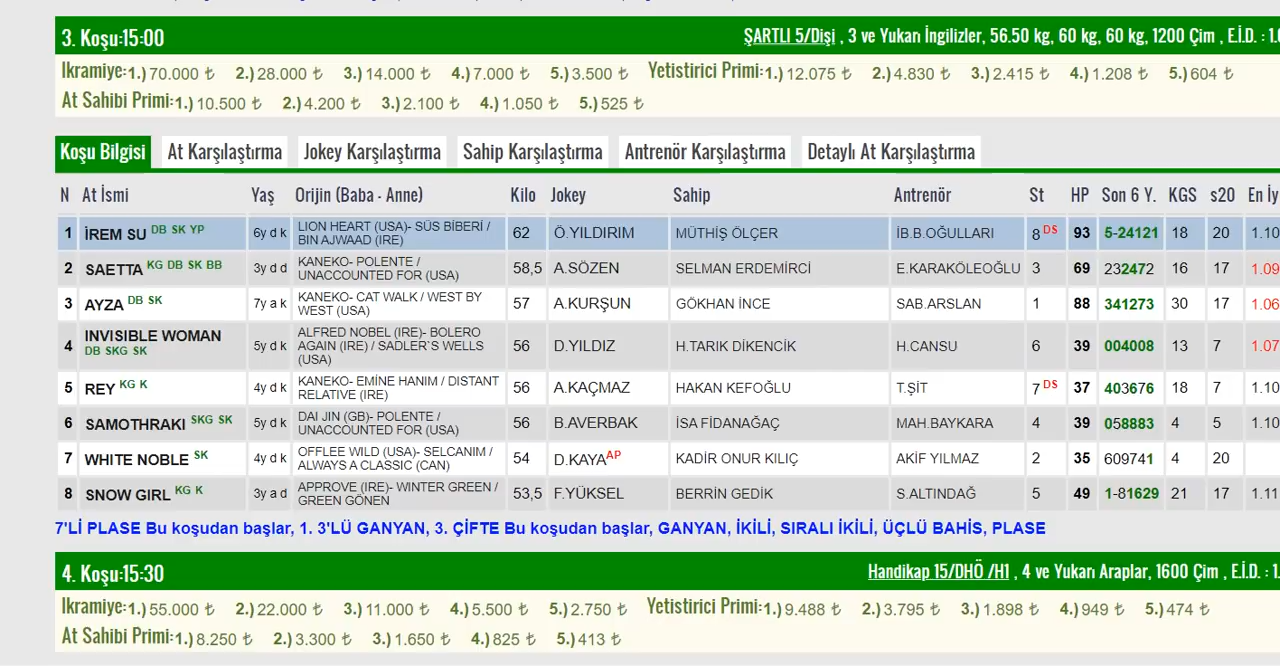 3. Koşu:15:00 ŞARTLI 5/Dişi , 3 ve Yukarı İngilizler, 56.50 kg, 60 kg, 60 kg, 1200 Çim , E.İ.D. :
İkramiye:1.) 70.000 ₺ 2.) 28.000 ₺ 3.) 14.000 ₺ 4.) 7.000 ₺ 5.) 3.500 ₺ Yetistirici Primi:1.) 12.075 ₺ 2.) 4.830 ₺ 3.) 2.415 ₺ 4.) 1.208 ₺ 5.) 604 ₺
At Sahibi Primi:1.) 10.500 ₺ 2.) 4.200 ₺ 3.) 2.100 ₺ 4.) 1.050 ₺ 5.) 525 ₺
Koşu Bilgisi At Karşılaştırma Jokey Karşılaştırma Sahip Karşılaştırma Antrenör Karşılaştırma Detaylı At Karşılaştırma
N At İsmi Yaş Orijin (Baba - Anne) Kilo Jokey Sahip Antrenör St HP Son 6 Y. KGS s20 En İy
1 İREM SU DB SK YP 6y d k LION HEART (USA)- SÜS BİBERİ / BIN AJWAAD (IRE) 62 Ö.YILDIRIM MÜTHİŞ ÖLÇER İB.B.OĞULLARI 8 DS 93 5-24121 18 20 1.10
2 SAETTA KG DB SK BB 3y d d KANEKO- POLENTE / UNACCOUNTED FOR (USA) 58,5 A.SÖZEN SELMAN ERDEMİRCİ E.KARAKÖLEOĞLU 3 69 232472 16 17 1.09
3 AYZA DB SK 7y a k KANEKO- CAT WALK / WEST BY WEST (USA) 57 A.KURŞUN GÖKHAN İNCE SAB.ARSLAN 1 88 341273 30 17 1.06
4 INVISIBLE WOMAN DB SKG SK 5y d k ALFRED NOBEL (IRE)- BOLERO AGAIN (IRE) / SADLER'S WELLS (USA) 56 D.YILDIZ H.TARIK DİKENCİK H.CANSU 6 39 004008 13 7 1.07
5 REY KG K 4y d k KANEKO- EMİNE HANIM / DISTANT RELATIVE (IRE) 56 A.KAÇMAZ HAKAN KEFOĞLU T.ŞİT 7 DS 37 403676 18 7 1.10
6 SAMOTHRAKI SKG SK 5y d k DAI JIN (GB)- POLENTE / UNACCOUNTED FOR (USA) 56 B.AVERBAK İSA FİDANAĞAÇ MAH.BAYKARA 4 39 058883 4 5 1.10
7 WHITE NOBLE SK 4y d k OFFLEE WILD (USA)- SELCANIM / ALWAYS A CLASSIC (CAN) 54 D.KAYA AP KADİR ONUR KILIÇ AKİF YILMAZ 2 35 609741 4 20
8 SNOW GIRL KG K 3y a d APPROVE (IRE)- WINTER GREEN / GREEN GÖNEN 53,5 F.YÜKSEL BERRİN GEDİK S.ALTINDAĞ 5 49 1-81629 21 17 1.11
7'Lİ PLASE Bu koşudan başlar, 1. 3'LÜ GANYAN, 3. ÇİFTE Bu koşudan başlar, GANYAN, İKİLİ, SIRALI İKİLİ, ÜÇLÜ BAHİS, PLASE
4. Koşu:15:30 Handikap 15/DHÖ /H1 , 4 ve Yukarı Araplar, 1600 Çim , E.İ.D. :
İkramiye:1.) 55.000 ₺ 2.) 22.000 ₺ 3.) 11.000 ₺ 4.) 5.500 ₺ 5.) 2.750 ₺ Yetistirici Primi:1.) 9.488 ₺ 2.) 3.795 ₺ 3.) 1.898 ₺ 4.) 949 ₺ 5.) 474 ₺
At Sahibi Primi:1.) 8.250 ₺ 2.) 3.300 ₺ 3.) 1.650 ₺ 4.) 825 ₺ 5.) 413 ₺